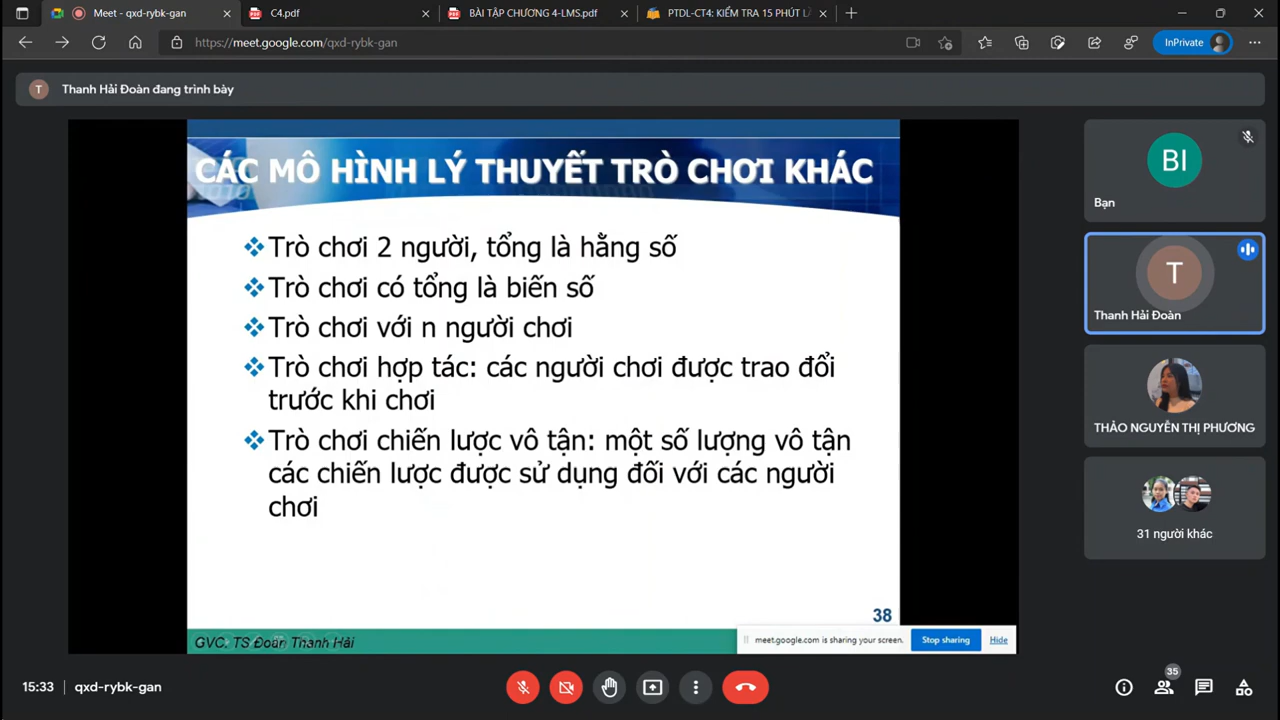 Meet - qxd-rybk-gan
C4.pdf
BÀI TẬP CHƯƠNG 4-LMS.pdf
PTDL-CT4: KIỂM TRA 15 PHÚT L
https://meet.google.com/qxd-rybk-gan
InPrivate
T
Thanh Hải Đoàn đang trình bày
CÁC MÔ HÌNH LÝ THUYẾT TRÒ CHƠI KHÁC
Trò chơi 2 người, tổng là hằng số
Trò chơi có tổng là biến số
Trò chơi với n người chơi
Trò chơi hợp tác: các người chơi được trao đổi
trước khi chơi
Trò chơi chiến lược vô tận: một số lượng vô tận
các chiến lược được sử dụng đối với các người
chơi
38
GVC. TS Đoàn Thanh Hải
meet.google.com is sharing your screen.
Stop sharing
Hide
BI
Bạn
T
Thanh Hải Đoàn
THẢO NGUYỄN THỊ PHƯƠNG
31 người khác
15:33
qxd-rybk-gan
35